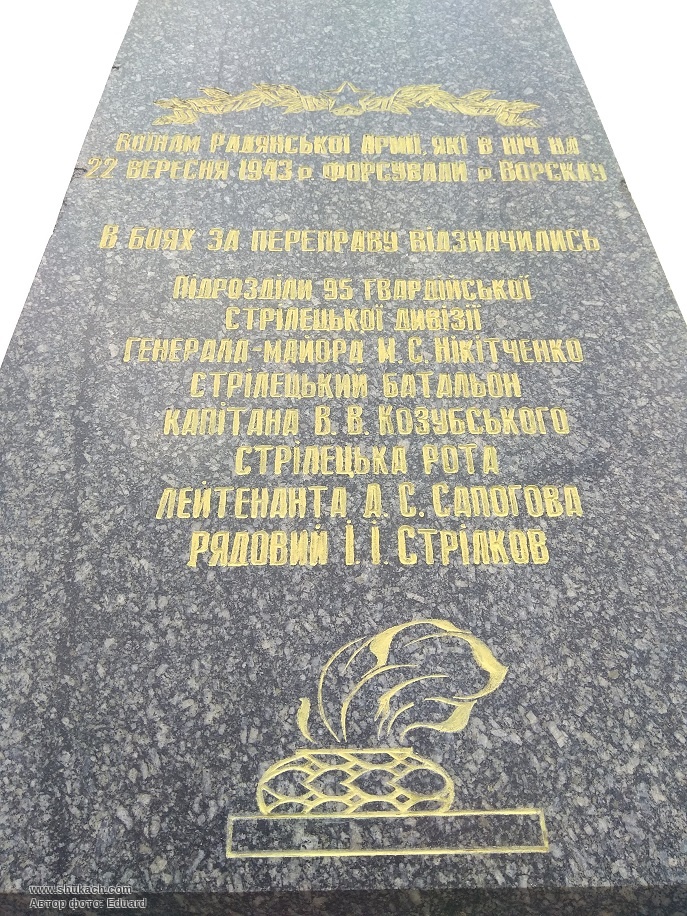 Воїнам Радянської Армії, які в ніч на
22 вересня 1943 р. форсували р. Ворсклу
В боях за переправу відзначились
Підрозділи 95 гвардійської
стрілецької дивізії
генерала-майора М. С. Нікітченко
стрілецький батальон
капітана В. В. Козубського
стрілецька рота
лейтенанта А. С. Сапогова
рядовий І. І. Стрілков
www.shukach.com
Автор фото: Eduard